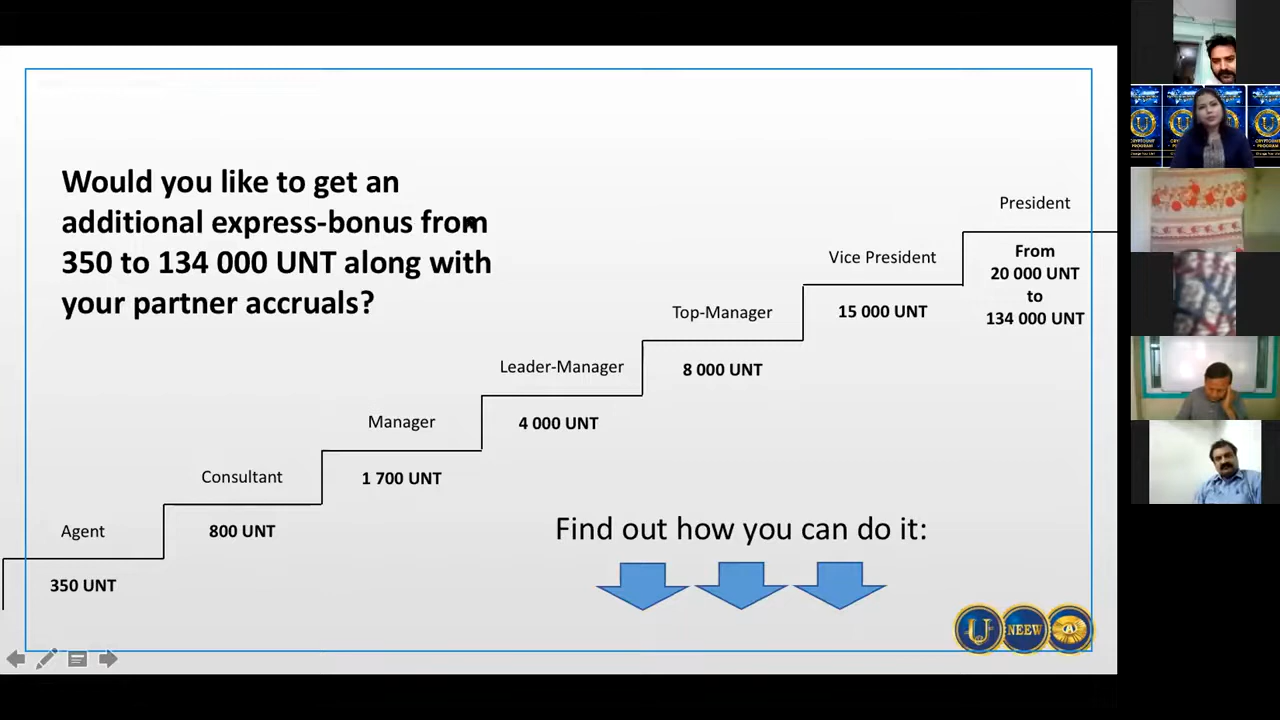 Would you like to get an
additional express-bonus from
350 to 134 000 UNT along with
your partner accruals?
President
From
20 000 UNT
to
134 000 UNT
Vice President
15 000 UNT
Top-Manager
8 000 UNT
Leader-Manager
4 000 UNT
Manager
1 700 UNT
Consultant
800 UNT
Agent
350 UNT
Find out how you can do it:
NEEW